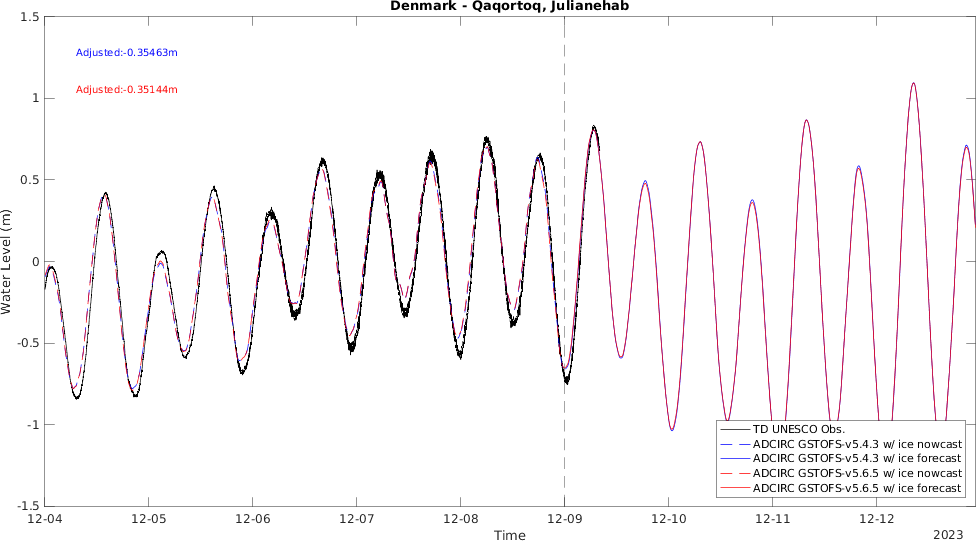 Denmark - Qaqortoq, Julianehab
1.5
Adjusted:-0.35463m
Adjusted:-0.35144m
1
0.5
0
-0.5
-1
-1.5
Water Level (m)
TD UNESCO Obs.
ADCIRC GSTOFS-v5.4.3 w/ ice nowcast
ADCIRC GSTOFS-v5.4.3 w/ ice forecast
ADCIRC GSTOFS-v5.6.5 w/ ice nowcast
ADCIRC GSTOFS-v5.6.5 w/ ice forecast
12-04 12-05 12-06 12-07 12-08 12-09 12-10 12-11 12-12
Time
2023